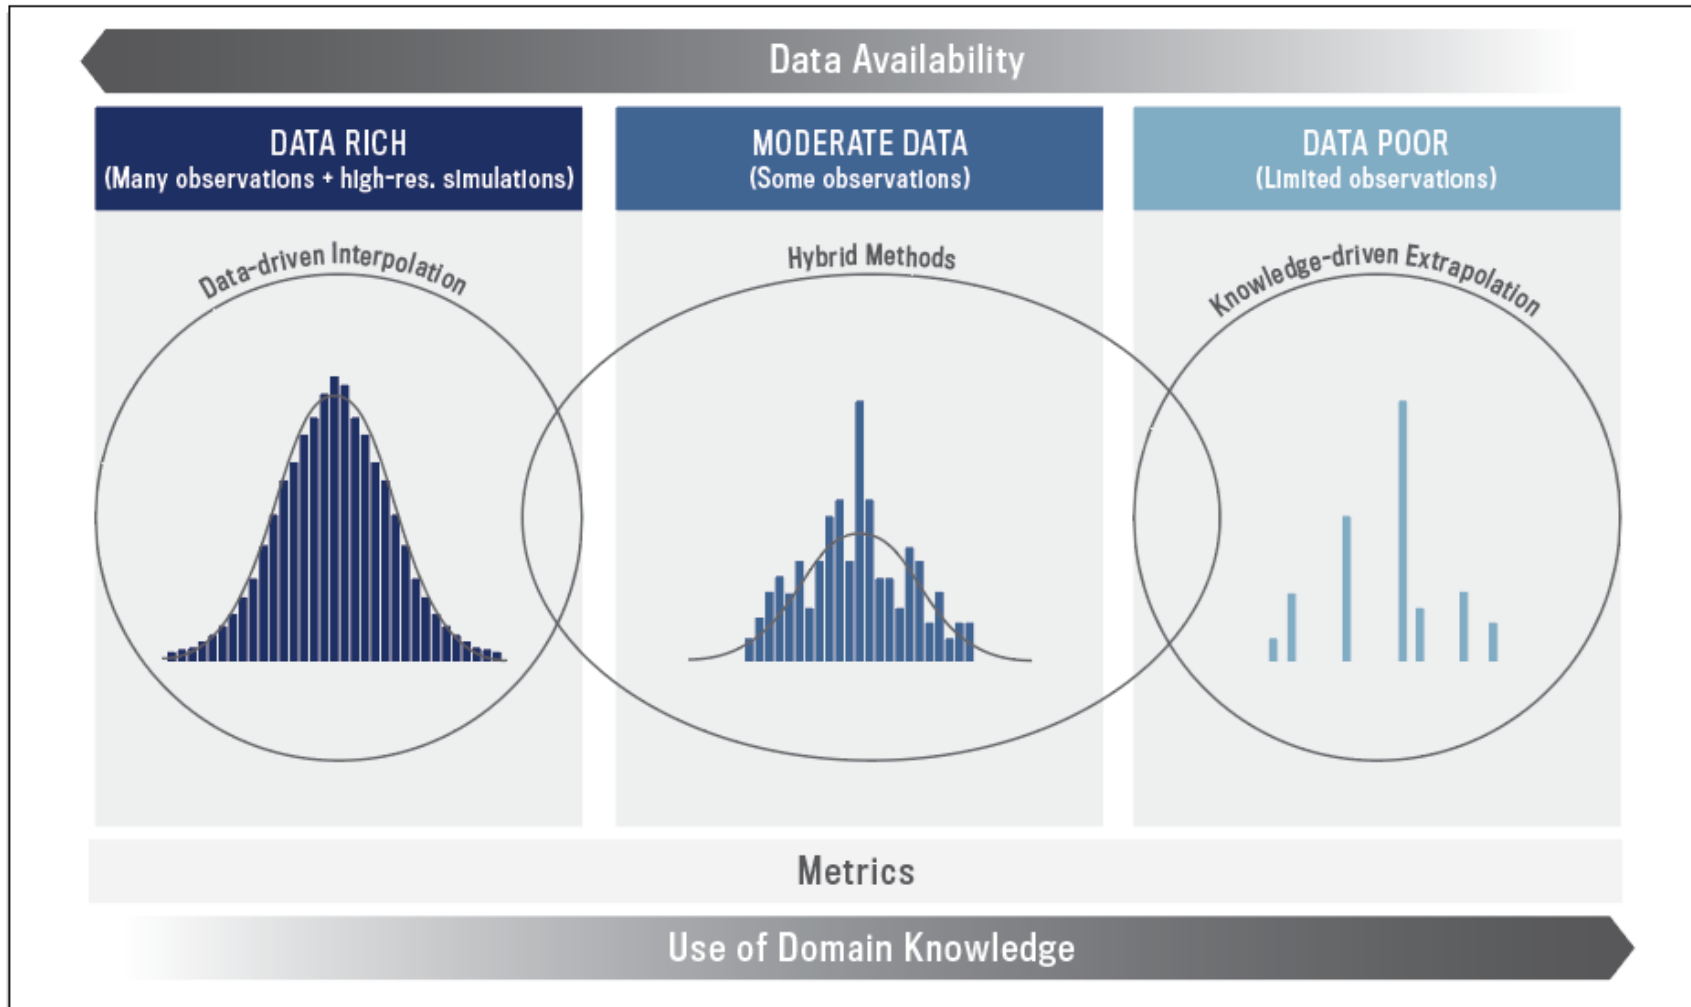 Data Availability
DATA RICH
(Many observations + high-res. simulations)
MODERATE DATA
(Some observations)
DATA POOR
(Limited observations)
Data-driven Interpolation
Hybrid Methods
Knowledge-driven Extrapolation
Metrics
Use of Domain Knowledge